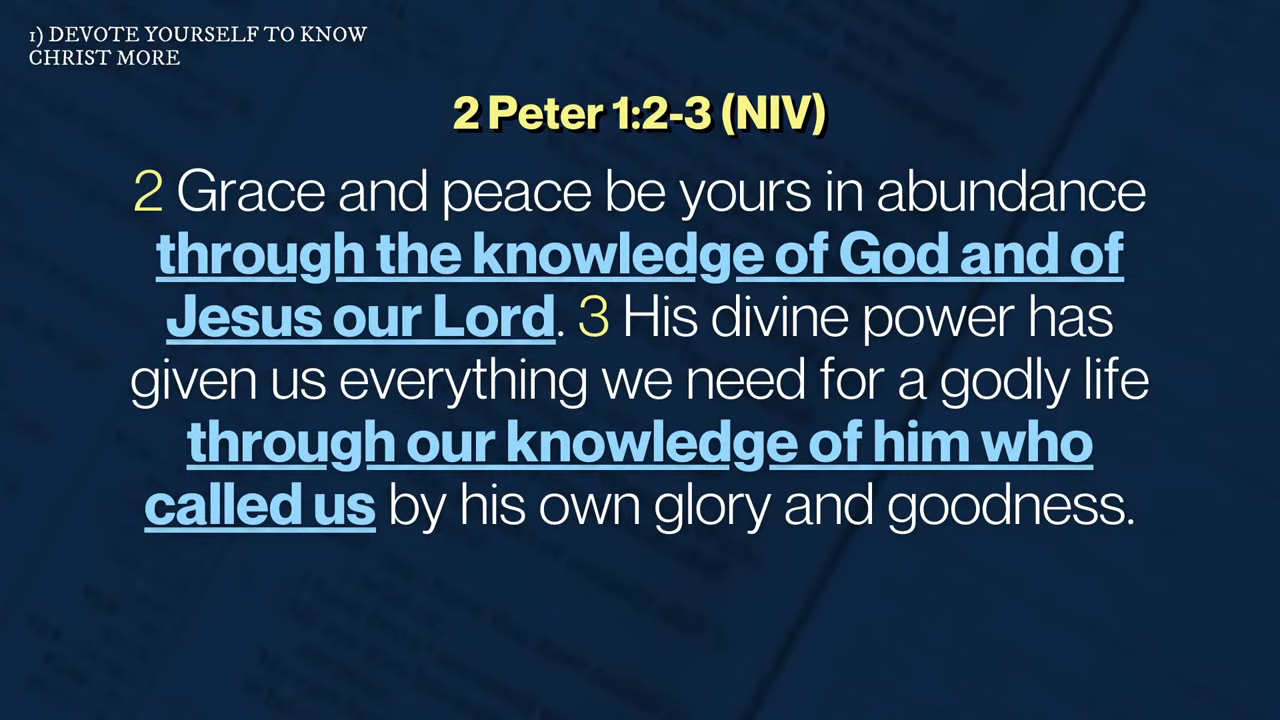 1) DEVOTE YOURSELF TO KNOW
CHRIST MORE
2 Peter 1:2-3 (NIV)
2 Grace and peace be yours in abundance
through the knowledge of God and of
Jesus our Lord. 3 His divine power has
given us everything we need for a godly life
through our knowledge of him who
called us by his own glory and goodness.